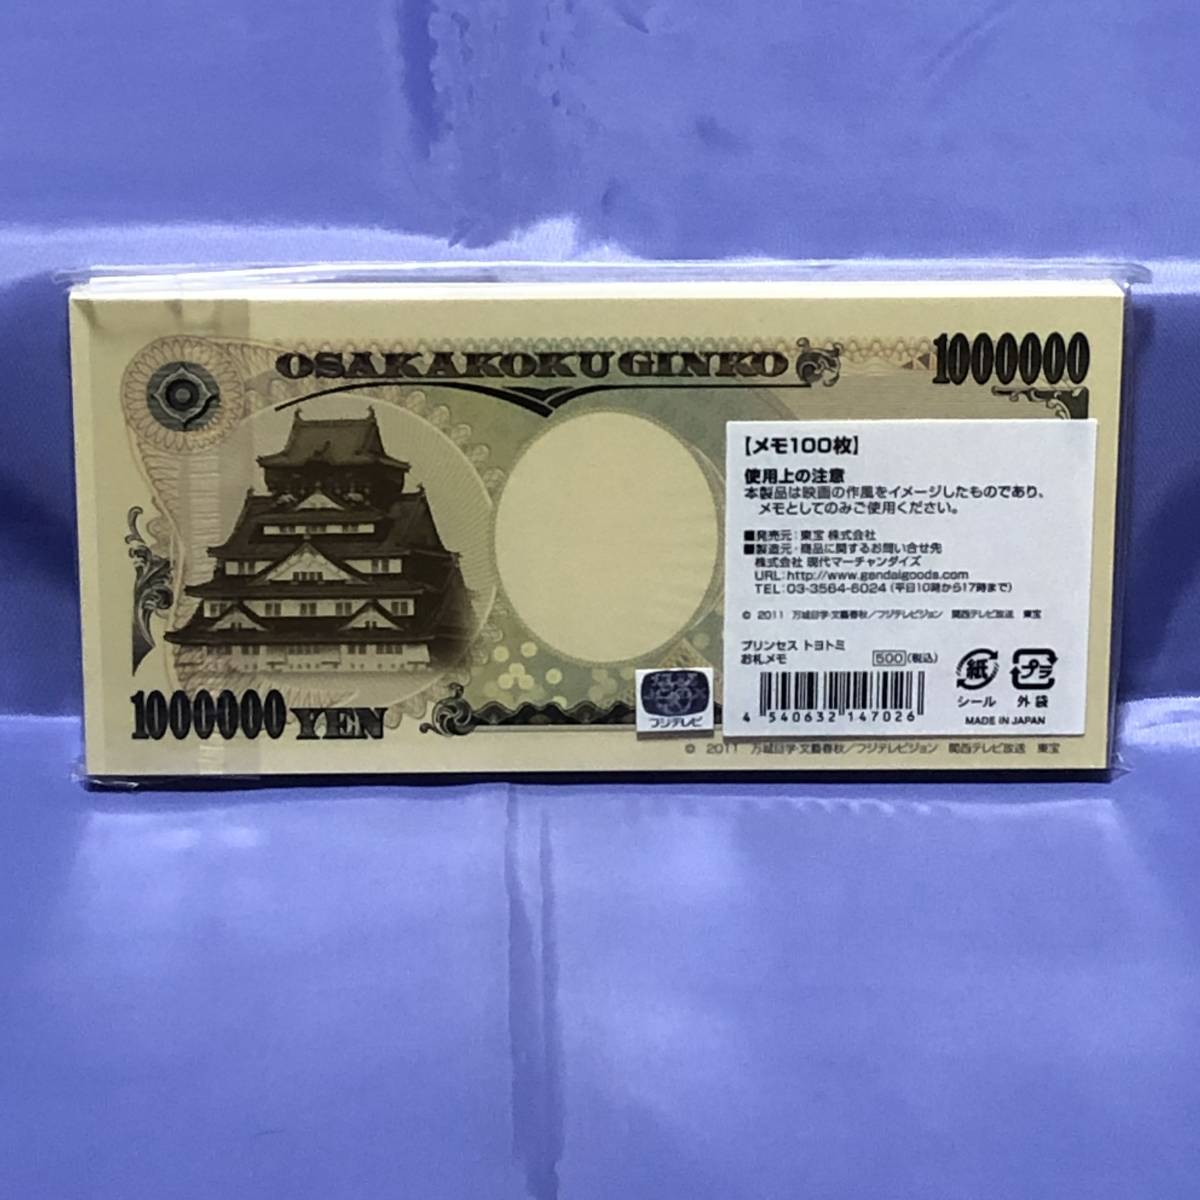 OSAKAKOKU GINKO
1000000
【メモ100枚】
使用上の注意
本製品は映画の作風をイメージしたものであり、
メモとしてのみご使用ください。
■発売元：東宝 株式会社
■製造元・商品に関するお問い合せ先
株式会社 現代マーチャンダイズ
URL：http://www.gendaigoods.com
TEL：03-3564-6024 (平日10時から17時まで)
© 2011 万城目学・文藝春秋／フジテレビジョン 関西テレビ放送 東宝
プリンセス トヨトミ
お札メモ
500 (税込)
紙
シール
プラ
外袋
4 540632 147026
MADE IN JAPAN
フジテレビ
1000000 YEN
© 2011 万城目学・文藝春秋／フジテレビジョン 関西テレビ放送 東宝